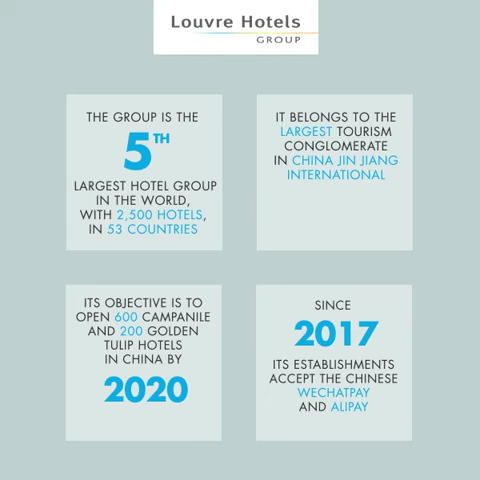 Louvre Hotels
GROUP
THE GROUP IS THE
5TH
LARGEST HOTEL GROUP
IN THE WORLD,
WITH 2,500 HOTELS,
IN 53 COUNTRIES
IT BELONGS TO THE
LARGEST TOURISM
CONGLOMERATE
IN CHINA JIN JIANG
INTERNATIONAL
ITS OBJECTIVE IS TO
OPEN 600 CAMPANILE
AND 200 GOLDEN
TULIP HOTELS
IN CHINA BY
2020
SINCE
2017
ITS ESTABLISHMENTS
ACCEPT THE CHINESE
WECHATPAY
AND ALIPAY